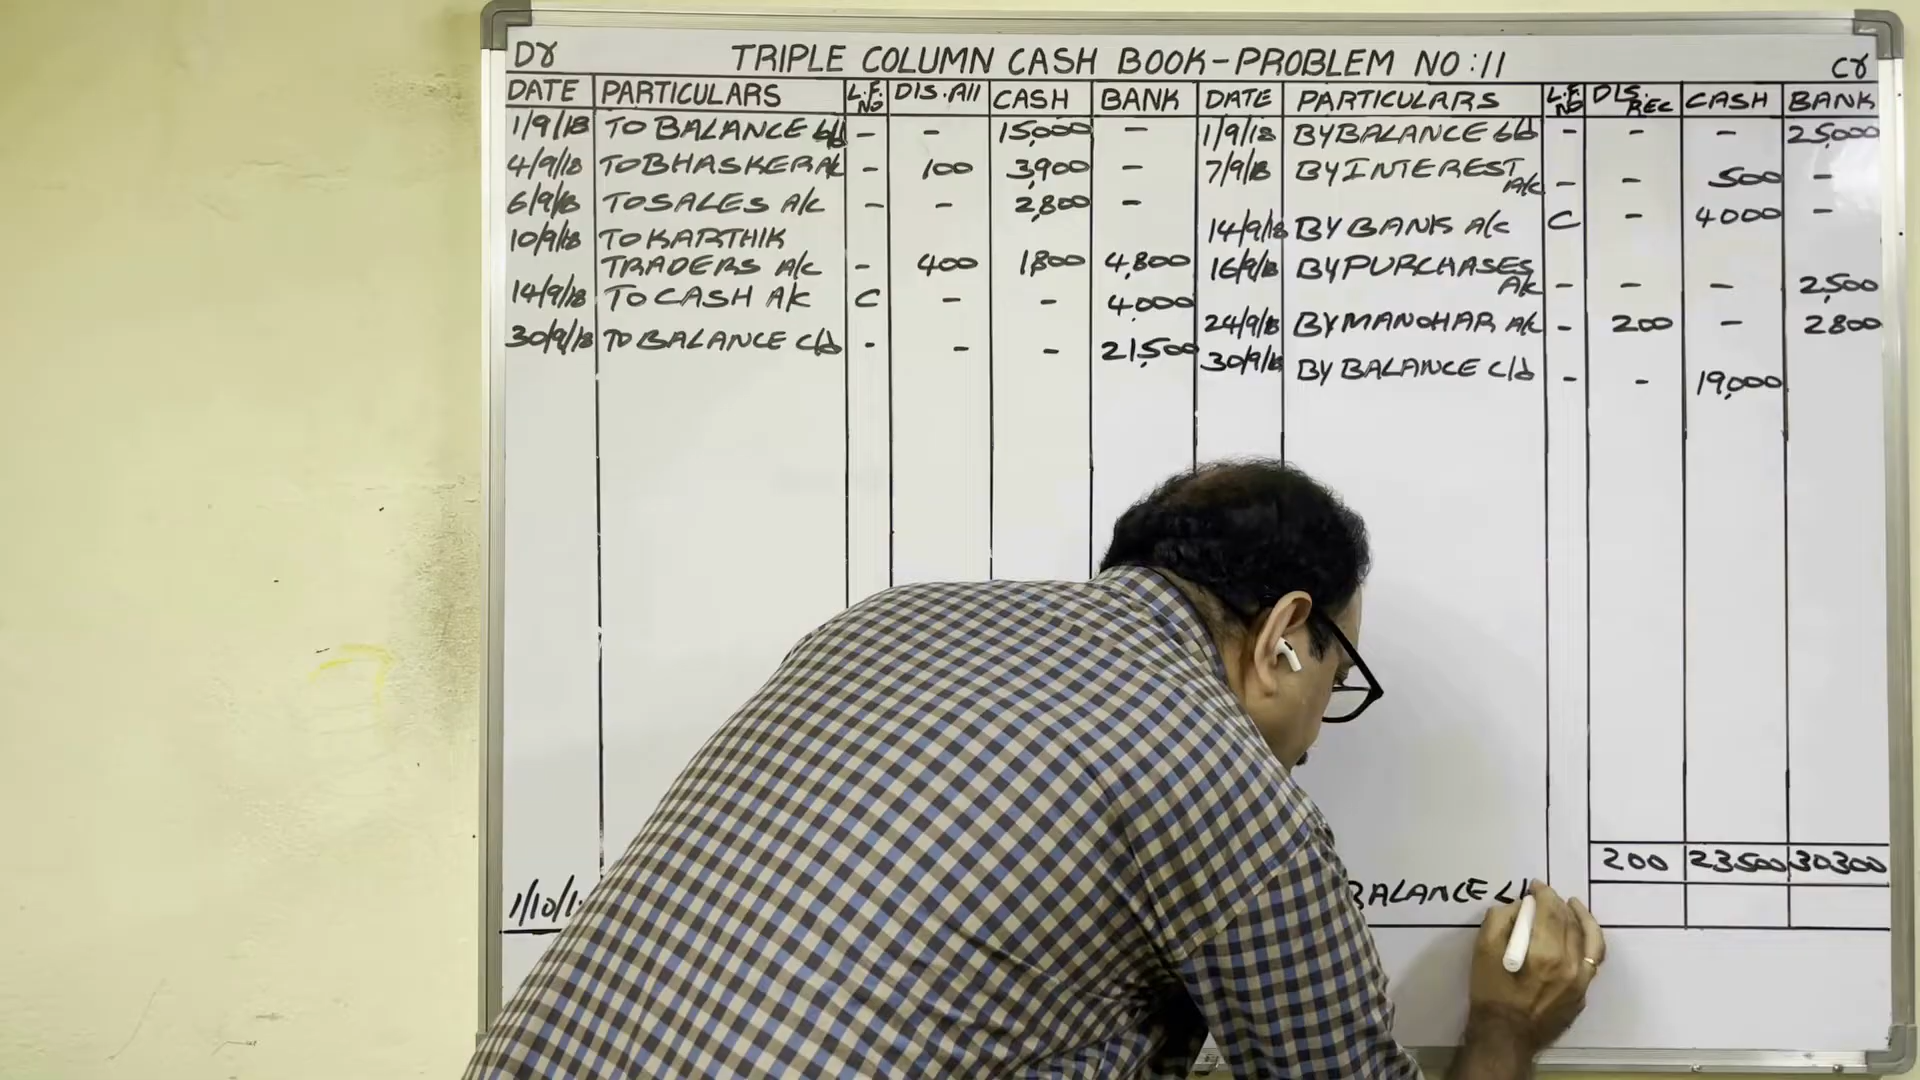 Dr TRIPLE COLUMN CASH BOOK-PROBLEM NO:11 Cr
DATE PARTICULARS L.F. NO DIS.All CASH BANK DATE PARTICULARS L.F. NO DIS. REC CASH BANK
1/9/18 TO BALANCE b/d - - 15,000 - 1/9/18 BY BALANCE b/d - - - 25,000
4/9/18 TO BHASKER A/c - 100 3,900 - 7/9/18 BY INTEREST
A/c - - 500 -
6/9/18 TO SALES A/c - - 2,800 - 14/9/18 BY BANK A/c C - 4000 -
10/9/18 TO KARTHIK
TRADERS A/c - 400 1800 4,800 16/9/18 BY PURCHASES
A/c - - - 2,500
14/9/18 TO CASH A/c C - - 4,000 24/9/18 BY MANOHAR A/c - 200 - 2800
30/9/18 TO BALANCE c/d - - - 21,500 30/9/18 BY BALANCE c/d - - 19,000
200 23,500 30,300
1/10/1 BALANCE